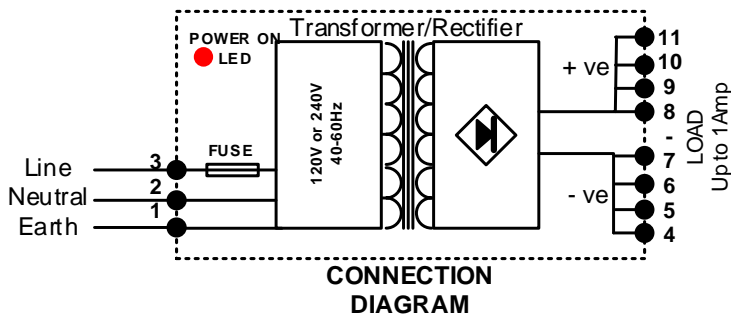 Transformer/Rectifier
POWER ON
LED
120V or 240V
40-60Hz
FUSE
Line
3
Neutral
2
Earth
1
+ ve
11
10
9
8
-
7
- ve
6
5
4
LOAD
Up to 1Amp
CONNECTION
DIAGRAM